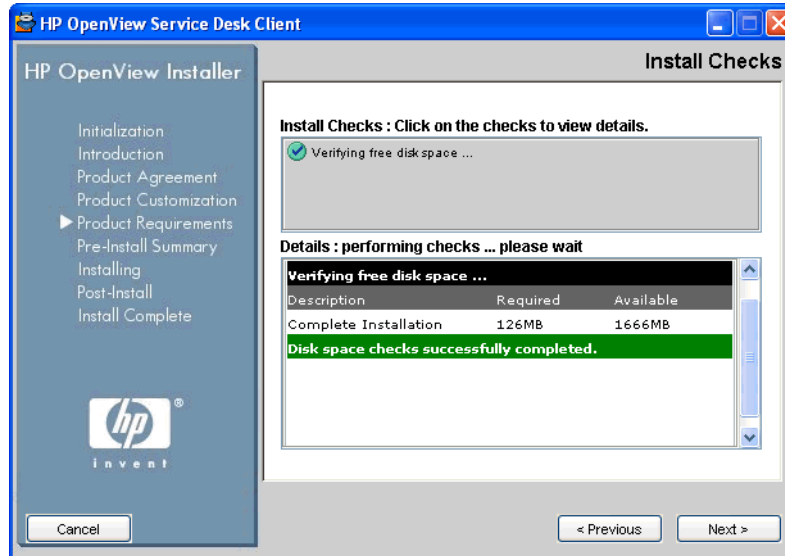 HP OpenView Service Desk Client
HP OpenView Installer
Install Checks
Initialization
Introduction
Product Agreement
Product Customization
Product Requirements
Pre-Install Summary
Installing
Post-Install
Install Complete
hp
®
invent
Install Checks : Click on the checks to view details.
Verifying free disk space ...
Details : performing checks ... please wait
Verifying free disk space ...
Description Required Available
Complete Installation 126MB 1666MB
Disk space checks successfully completed.
Cancel
< Previous
Next >